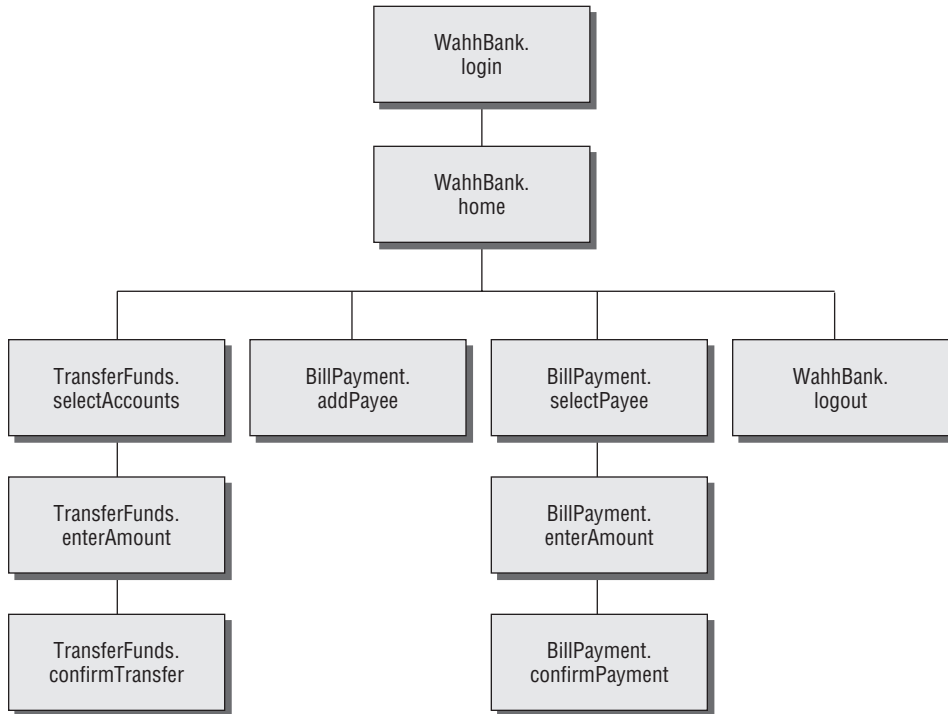 WahhBank.
login
WahhBank.
home
TransferFunds.
selectAccounts
BillPayment.
addPayee
BillPayment.
selectPayee
WahhBank.
logout
TransferFunds.
enterAmount
BillPayment.
enterAmount
TransferFunds.
confirmTransfer
BillPayment.
confirmPayment